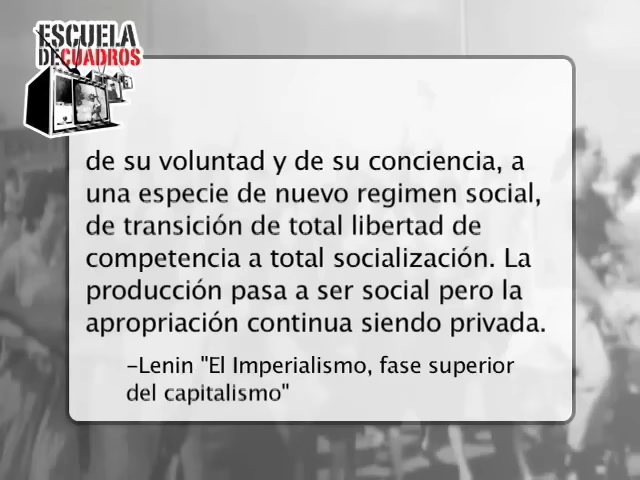 ESCUELA
DECUADROS
de su voluntad y de su conciencia, a
una especie de nuevo regimen social,
de transición de total libertad de
competencia a total socialización. La
producción pasa a ser social pero la
apropriación continua siendo privada.
-Lenin "El Imperialismo, fase superior
del capitalismo"